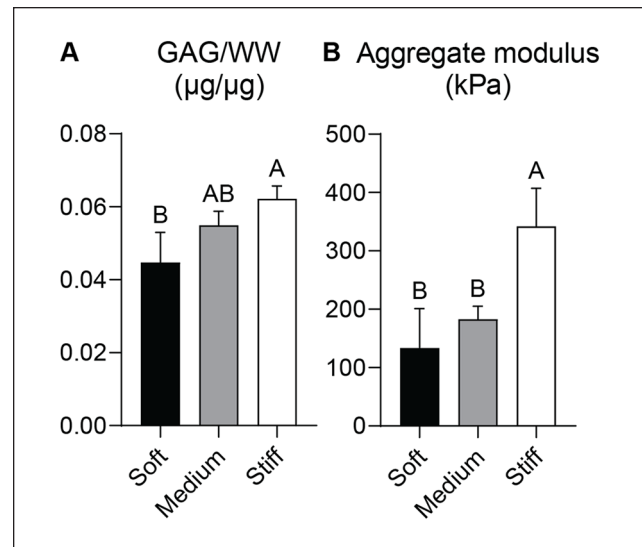 A GAG/WW
(µg/µg)
0.08
0.06
0.04
0.02
0.00
B
AB
A
Soft
Medium
Stiff
B Aggregate modulus
(kPa)
500
400
300
200
100
0
B
B
A
Soft
Medium
Stiff